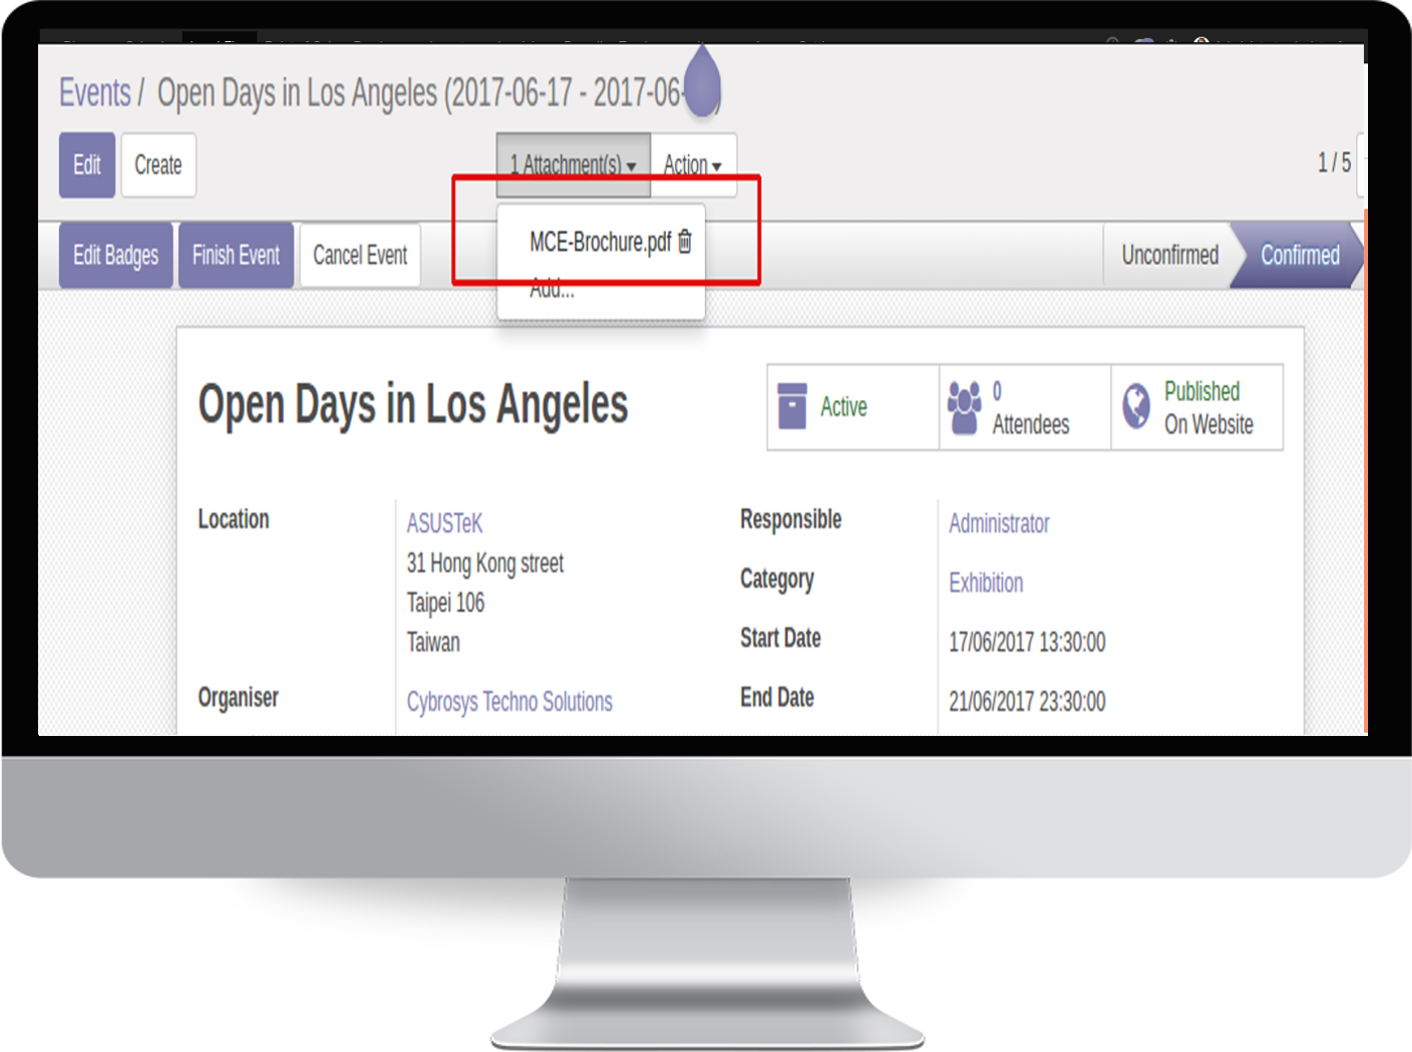 Events / Open Days in Los Angeles (2017-06-17 - 2017-06-
Edit
Create
1 Attachment(s)
Action
1 / 5
MCE-Brochure.pdf
Add...
Edit Badges
Finish Event
Cancel Event
Unconfirmed
Confirmed
Open Days in Los Angeles
Active
0
Attendees
Published
On Website
Location
ASUSTeK
31 Hong Kong street
Taipei 106
Taiwan
Organiser
Cybrosys Techno Solutions
Responsible
Administrator
Category
Exhibition
Start Date
17/06/2017 13:30:00
End Date
21/06/2017 23:30:00